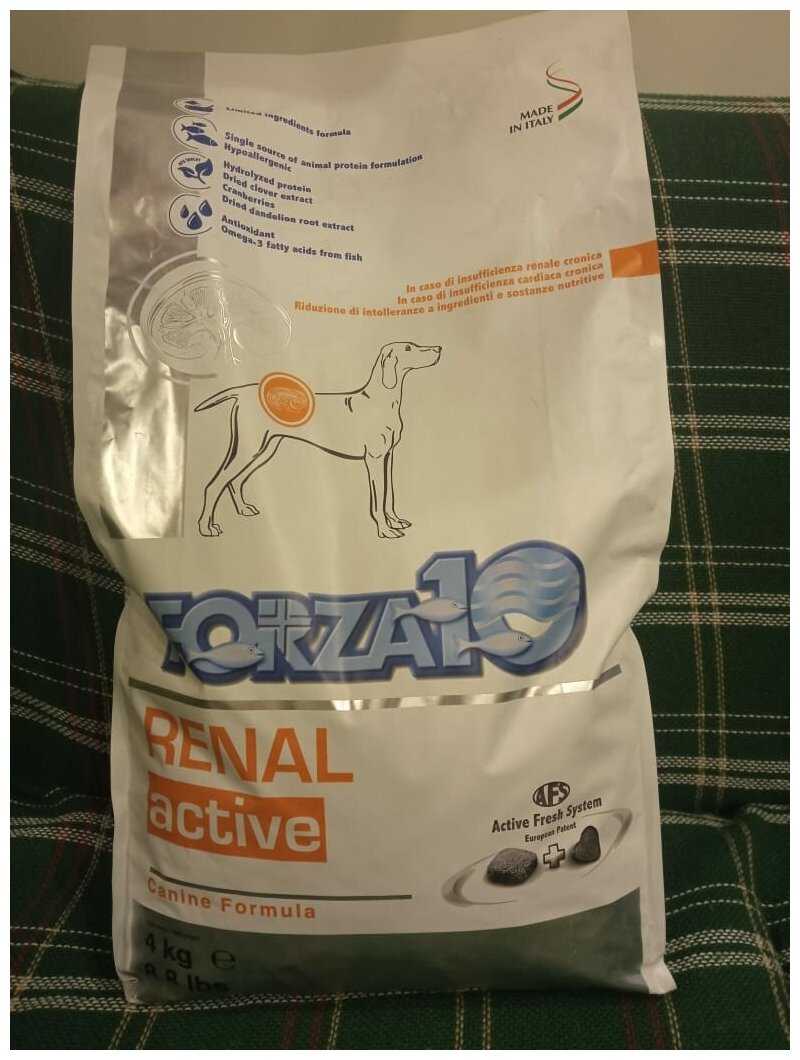 MADE
IN ITALY
Limited ingredients formula
Single source of animal protein formulation
Hypoallergenic
Hydrolyzed protein
Dried clover extract
Cranberries
Dried dandelion root extract
Antioxidant
Omega-3 fatty acids from fish
In caso di insufficienza renale cronica
In caso di insufficienza cardiaca cronica
Riduzione di intolleranze a ingredienti e sostanze nutritive
FORZA10
RENAL
active
Canine Formula
AFS
Active Fresh System
European Patent
4 kg e
8.8 lbs